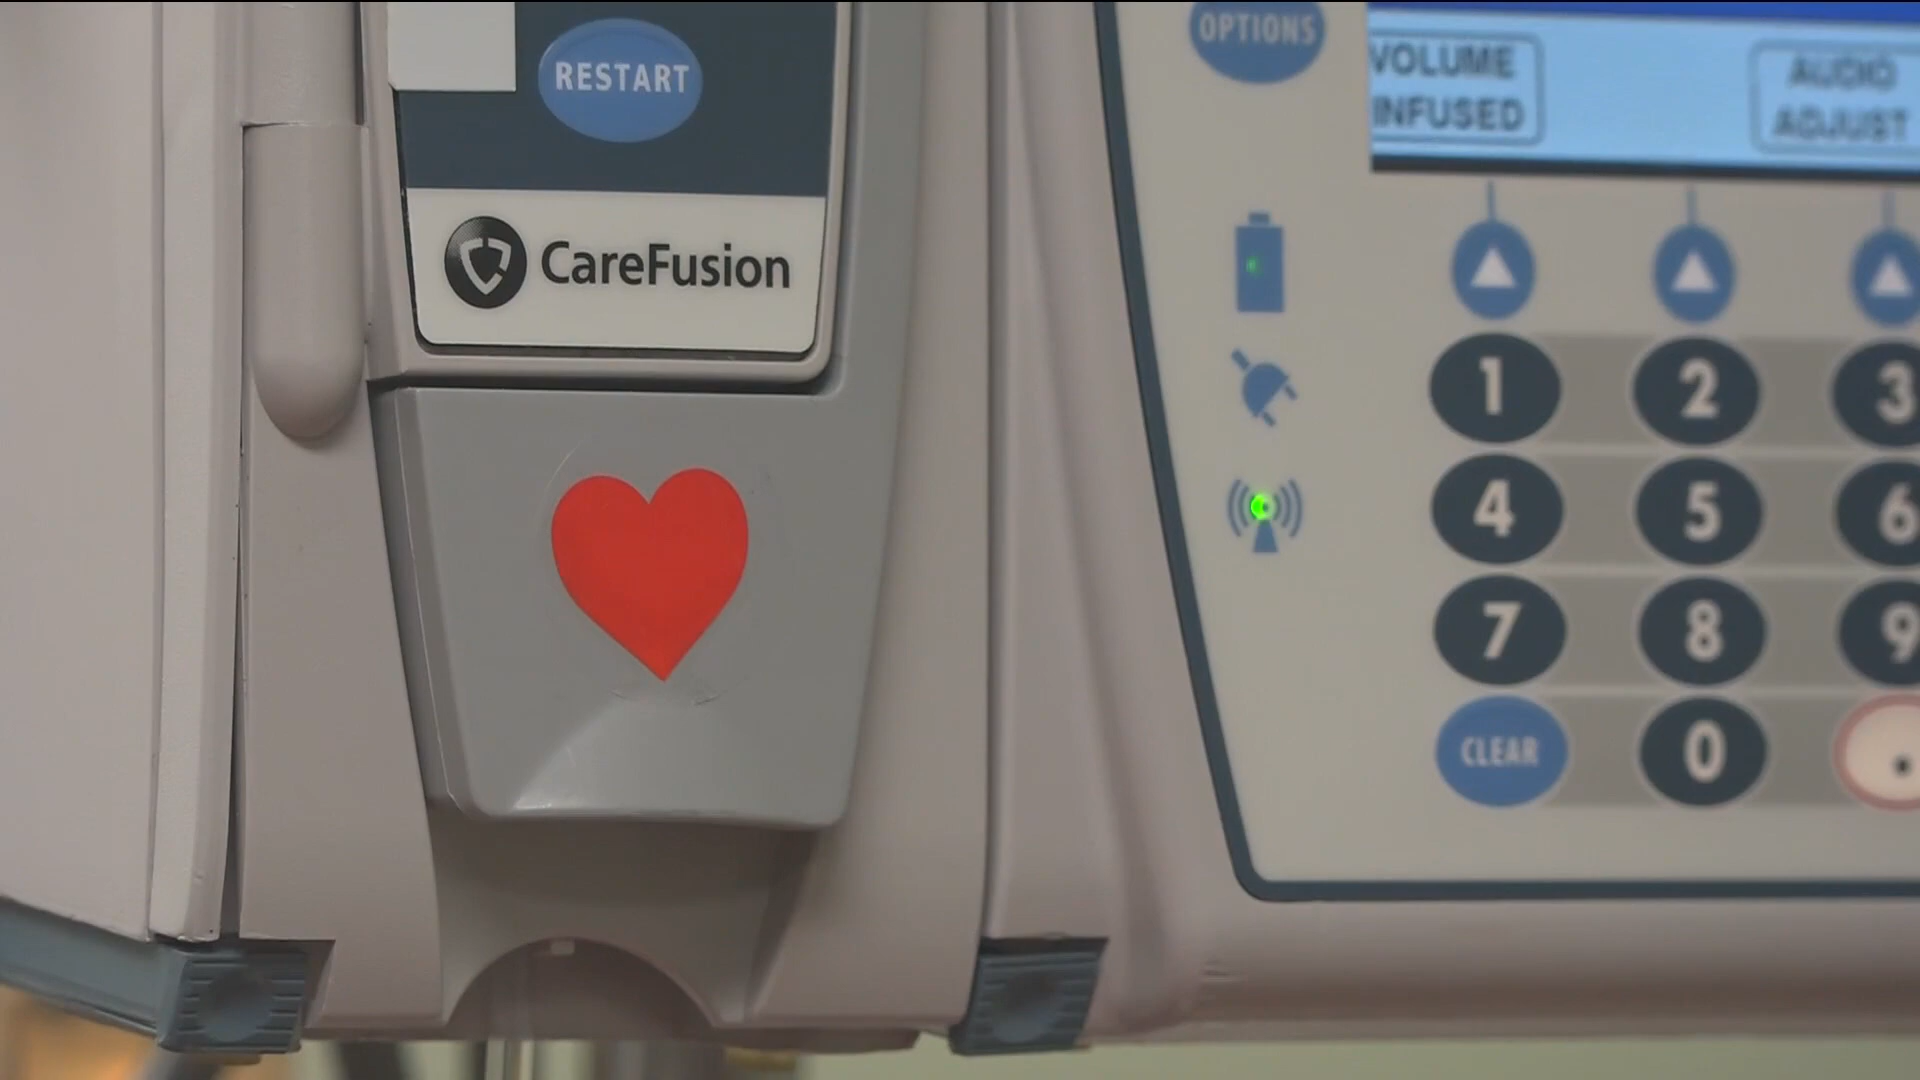 RESTART
CareFusion
OPTIONS
VOLUME
INFUSED
AUDIO
ADJUST
1 2 3
4 5 6
7 8 9
CLEAR 0 .